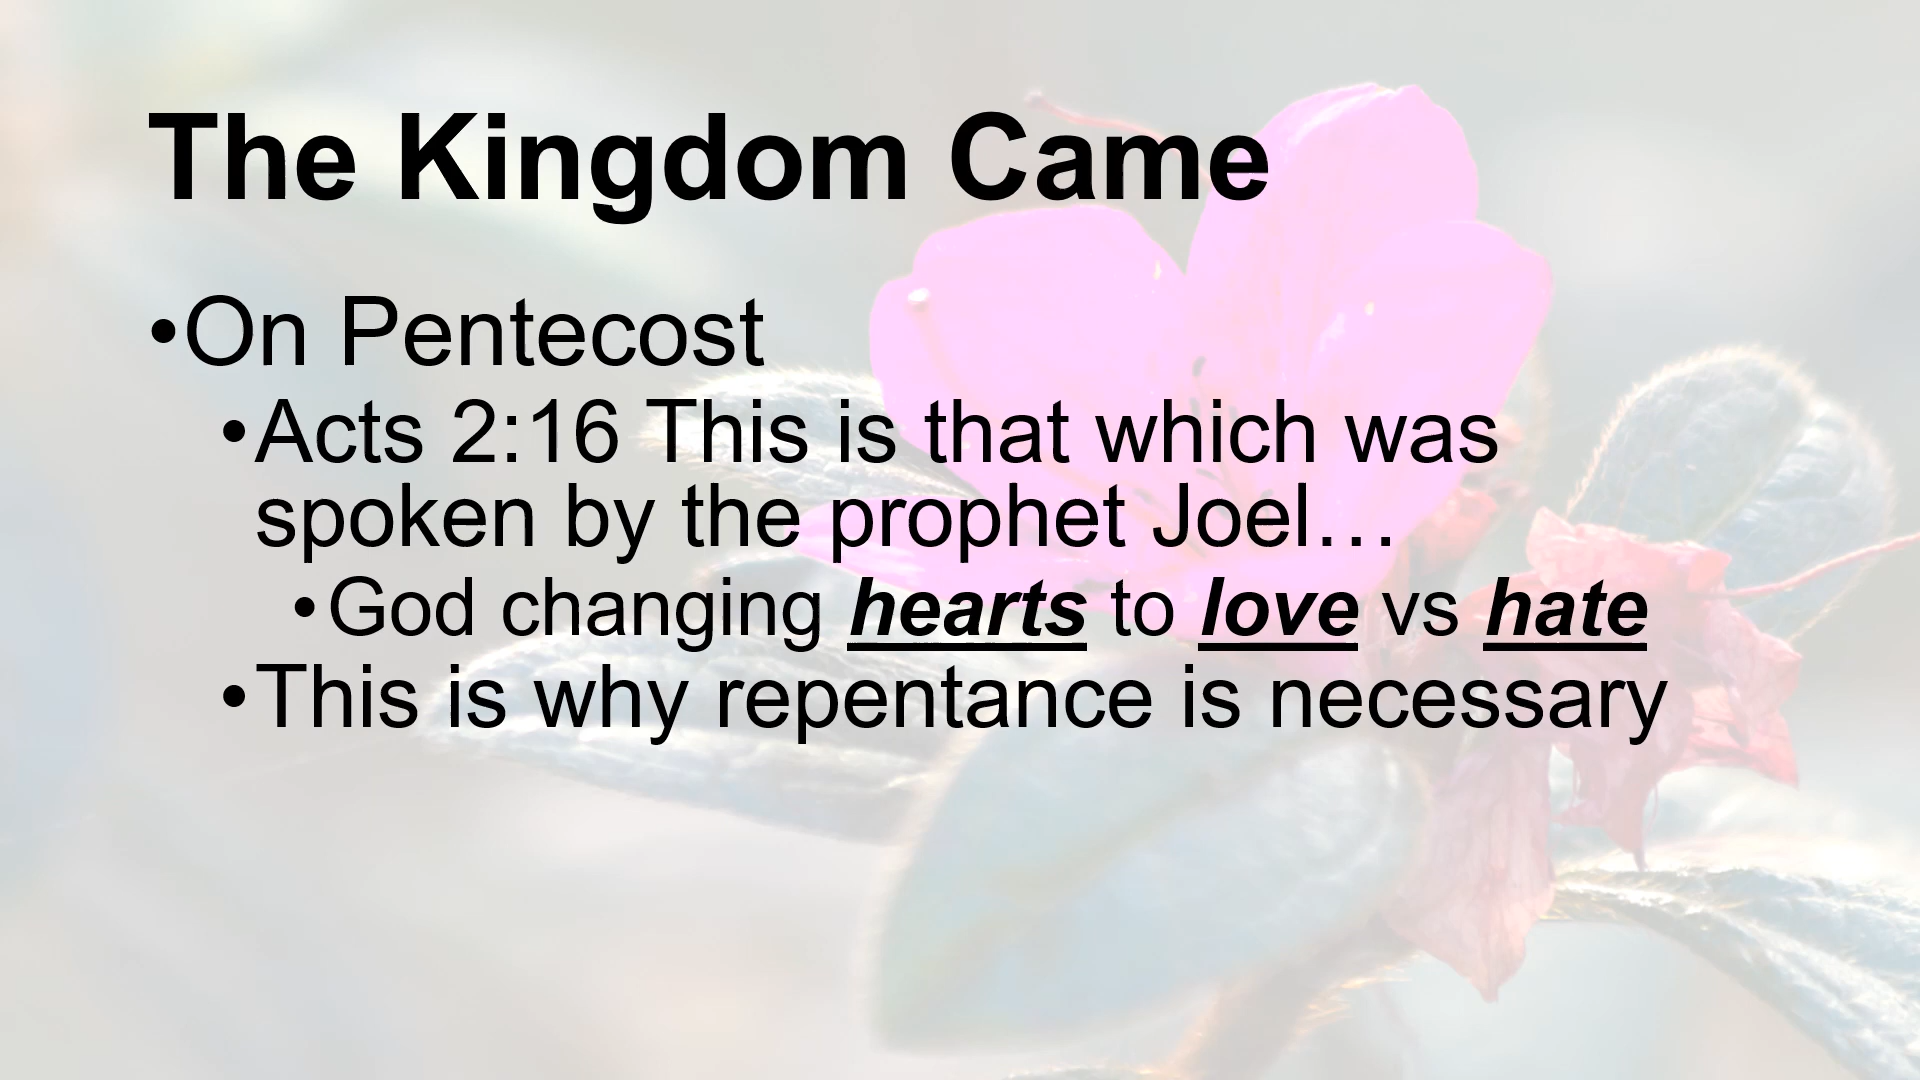 The Kingdom Came
•On Pentecost
•Acts 2:16 This is that which was
spoken by the prophet Joel…
•God changing hearts to love vs hate
•This is why repentance is necessary